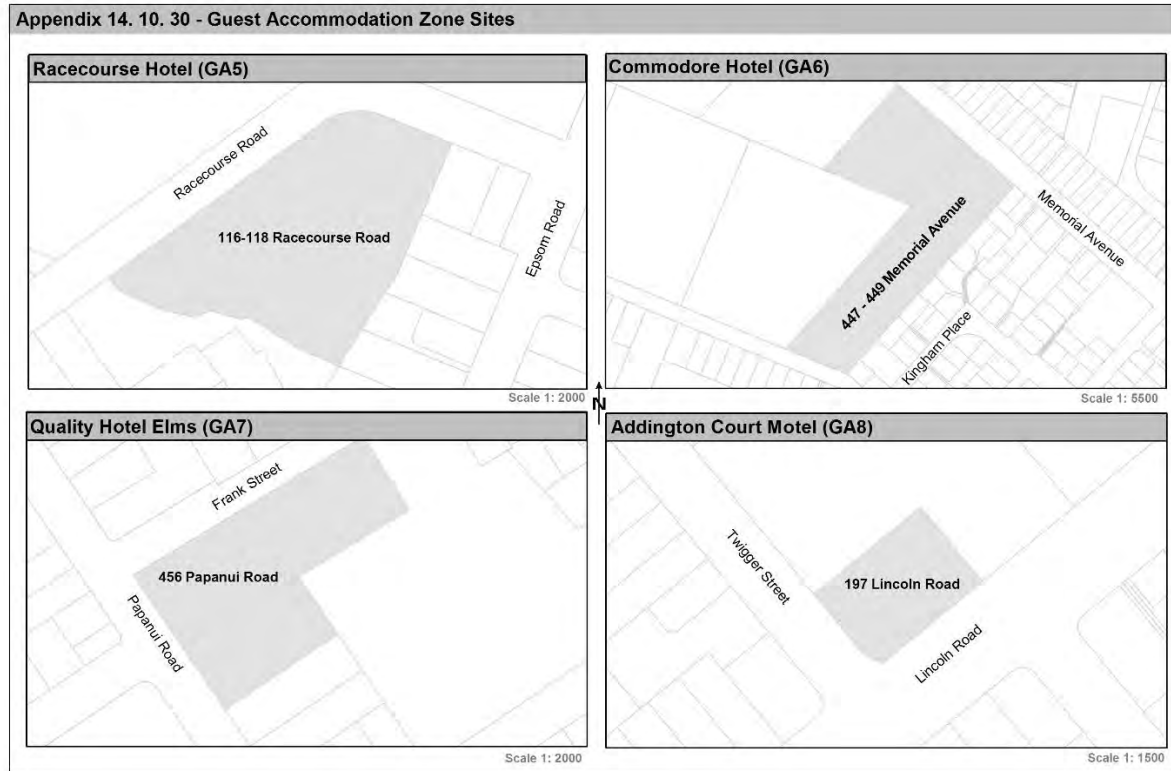 Appendix 14. 10. 30 - Guest Accommodation Zone Sites
Racecourse Hotel (GA5)
Racecourse Road
116-118 Racecourse Road
Epsom Road
Scale 1: 2000
Commodore Hotel (GA6)
Memorial Avenue
447 - 449 Memorial Avenue
Kingham Place
Scale 1: 5500
N
Quality Hotel Elms (GA7)
Frank Street
456 Papanui Road
Papanui Road
Scale 1: 2000
Addington Court Motel (GA8)
Twigger Street
197 Lincoln Road
Lincoln Road
Scale 1: 1500